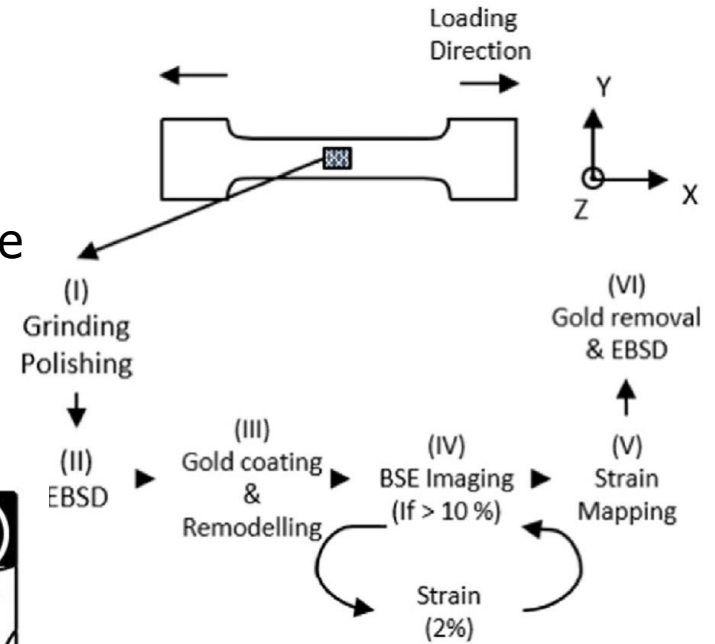 Loading
Direction
Y
X
Z
e
(I)
Grinding
Polishing
(II)
EBSD
(III)
Gold coating
&
Remodelling
(IV)
BSE Imaging
(If > 10 %)
Strain
(2%)
(V)
Strain
Mapping
(VI)
Gold removal
& EBSD